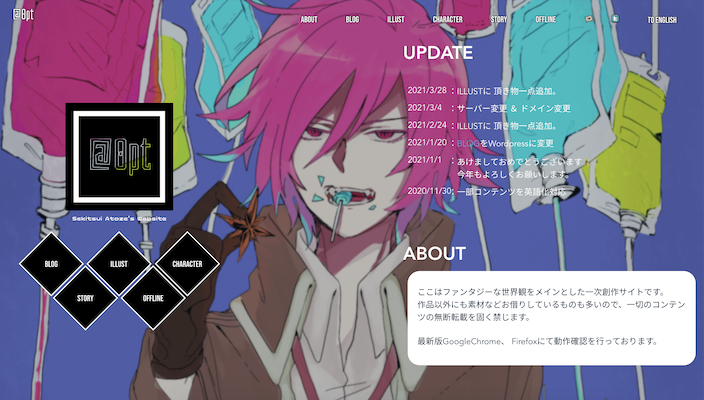 @0pt
ABOUT BLOG ILLUST CHARACTER STORY OFFLINE TO ENGLISH
UPDATE
2021/3/28 : ILLUSTに 頂き物一点追加。
2021/3/4 : サーバー変更 & ドメイン変更
2021/2/24 : ILLUSTに 頂き物一点追加。
2021/1/20 : BLOGをWordpressに変更
2021/1/1 : あけましておめでとうございます
今年もよろしくお願いします。
2020/11/30: 一部コンテンツを英語化対応
@0pt
Sekitsui Atoze's Capsite
BLOG ILLUST CHARACTER
STORY OFFLINE
ABOUT
ここはファンタジーな世界観をメインとした一次創作サイトです。
作品以外にも素材などお借りしているものも多いので、一切のコンテン
ツの無断転載を固く禁じます。
最新版GoogleChrome、 Firefoxにて動作確認を行っております。